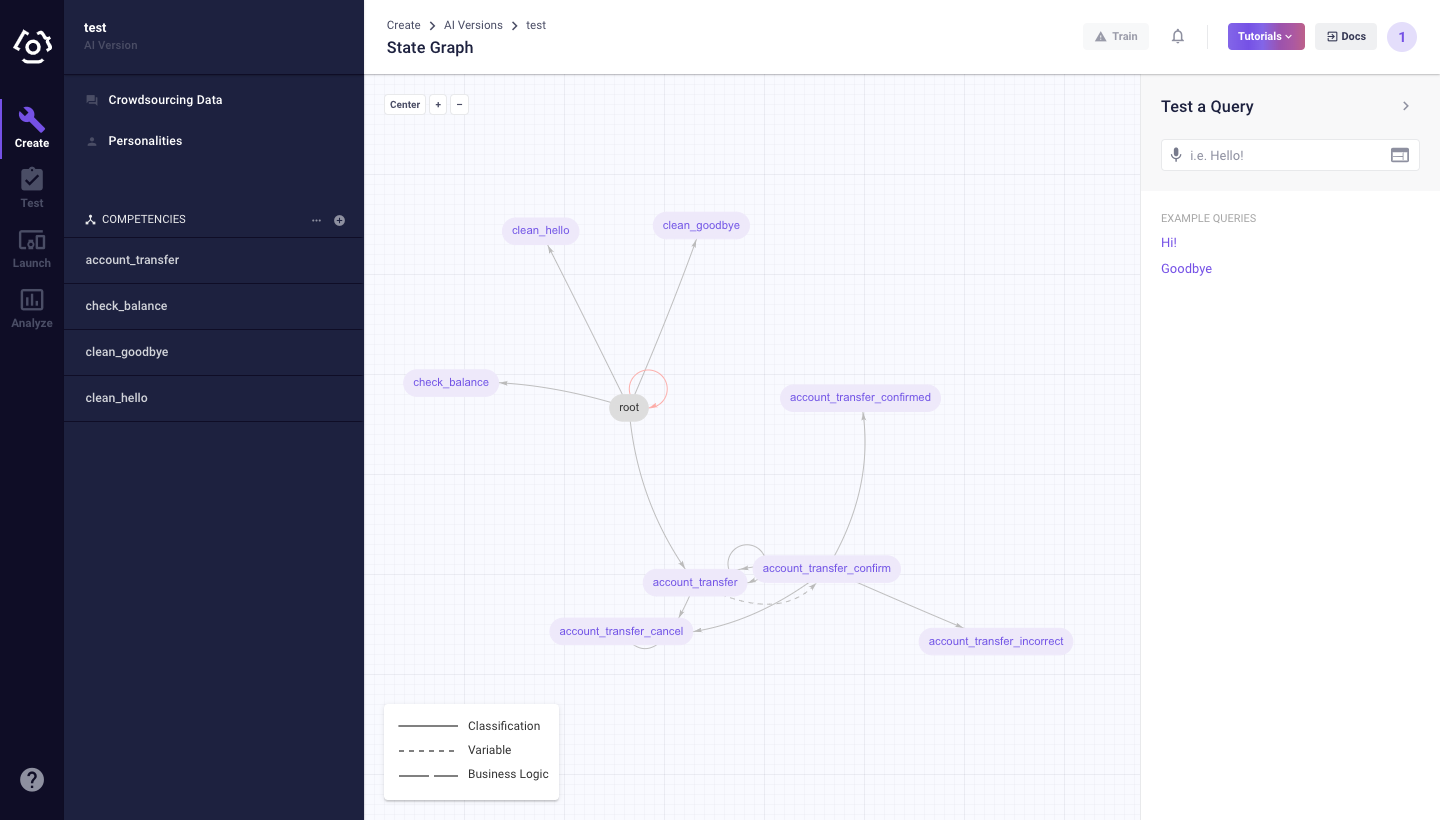 test
AI Version
Create
Test
Launch
Analyze
Crowdsourcing Data
Personalities
COMPETENCIES
account_transfer
check_balance
clean_goodbye
clean_hello
Create AI Versions test
State Graph
Train
Tutorials
Docs
1
Center + −
clean_hello
clean_goodbye
check_balance
root
account_transfer_confirmed
account_transfer_confirm
account_transfer
account_transfer_cancel
account_transfer_incorrect
Classification
Variable
Business Logic
Test a Query
i.e. Hello!
EXAMPLE QUERIES
Hi!
Goodbye